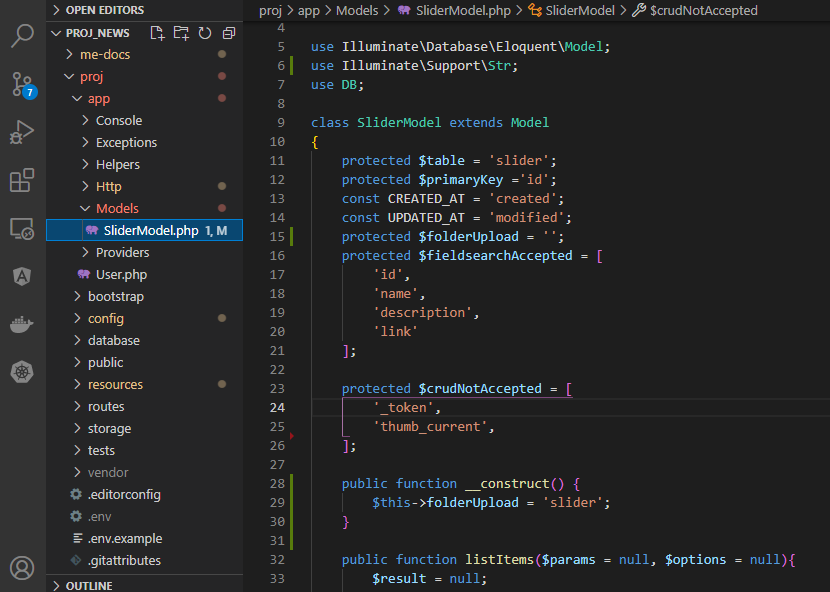 OPEN EDITORS
PROJ_NEWS
me-docs
proj
app
Console
Exceptions
Helpers
Http
Models
SliderModel.php 1, M
Providers
User.php
bootstrap
config
database
public
resources
routes
storage
tests
vendor
.editorconfig
.env
.env.example
.gitattributes
OUTLINE
7
proj > app > Models > SliderModel.php > SliderModel > $crudNotAccepted
4
5 use Illuminate\Database\Eloquent\Model;
6 use Illuminate\Support\Str;
7 use DB;
8
9 class SliderModel extends Model
10 {
11 protected $table = 'slider';
12 protected $primaryKey ='id';
13 const CREATED_AT = 'created';
14 const UPDATED_AT = 'modified';
15 protected $folderUpload = '';
16 protected $fieldsearchAccepted = [
17 'id',
18 'name',
19 'description',
20 'link'
21 ];
22
23 protected $crudNotAccepted = [
24 '_token',
25 'thumb_current',
26 ];
27
28 public function __construct() {
29 $this->folderUpload = 'slider';
30 }
31
32 public function listItems($params = null, $options = null){
33 $result = null;